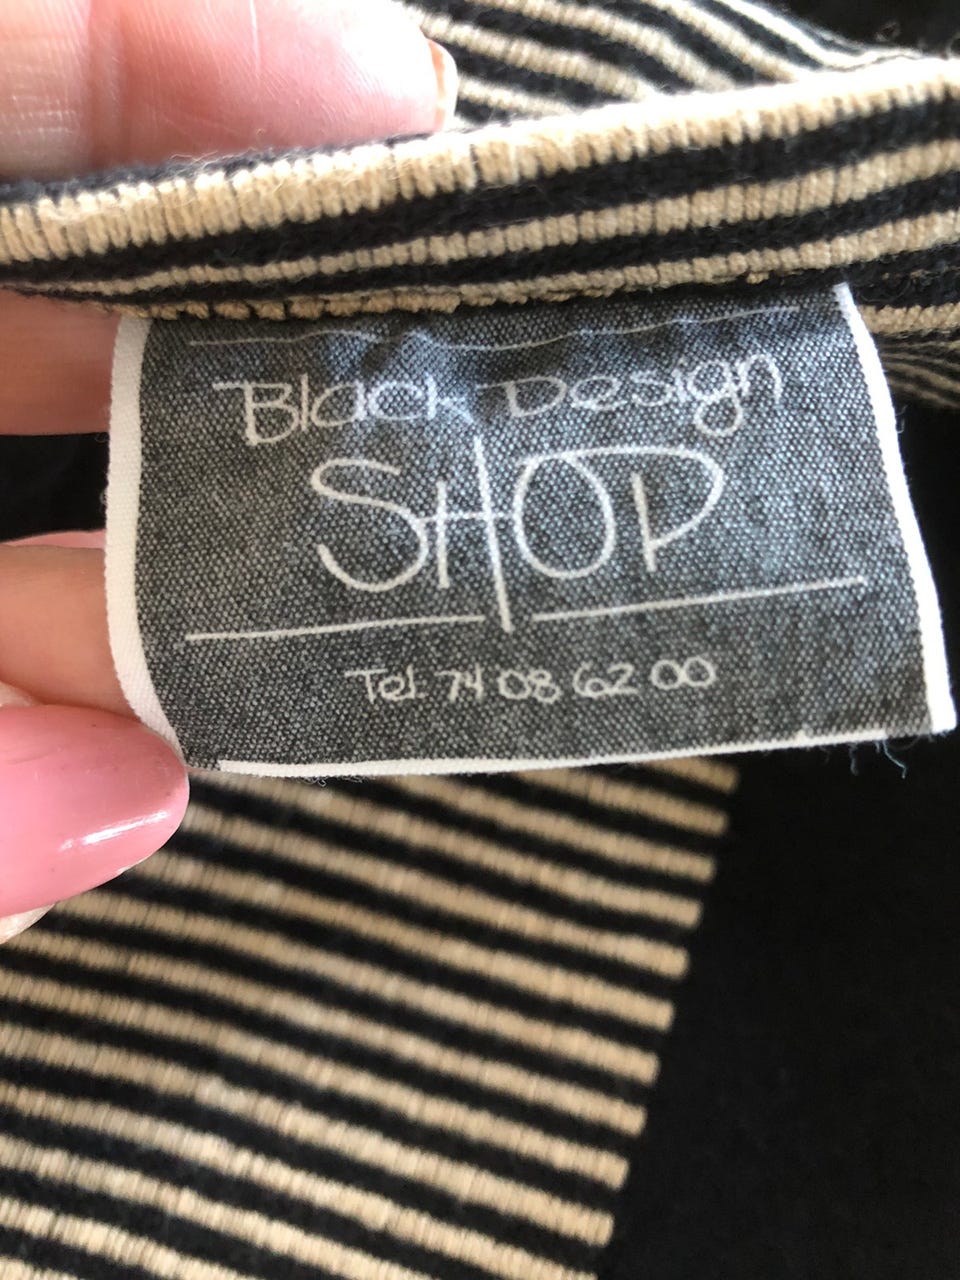 Black Design
SHOP
Tel: 74 08 62 00